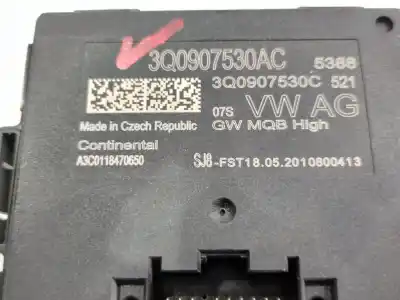 3Q0907530AC 5366
3Q0907530C 521
07S VW AG
Made in Czech Republic GW MQB High
Continental
A3C0118470650 SJ8-FST18.05.2010800413